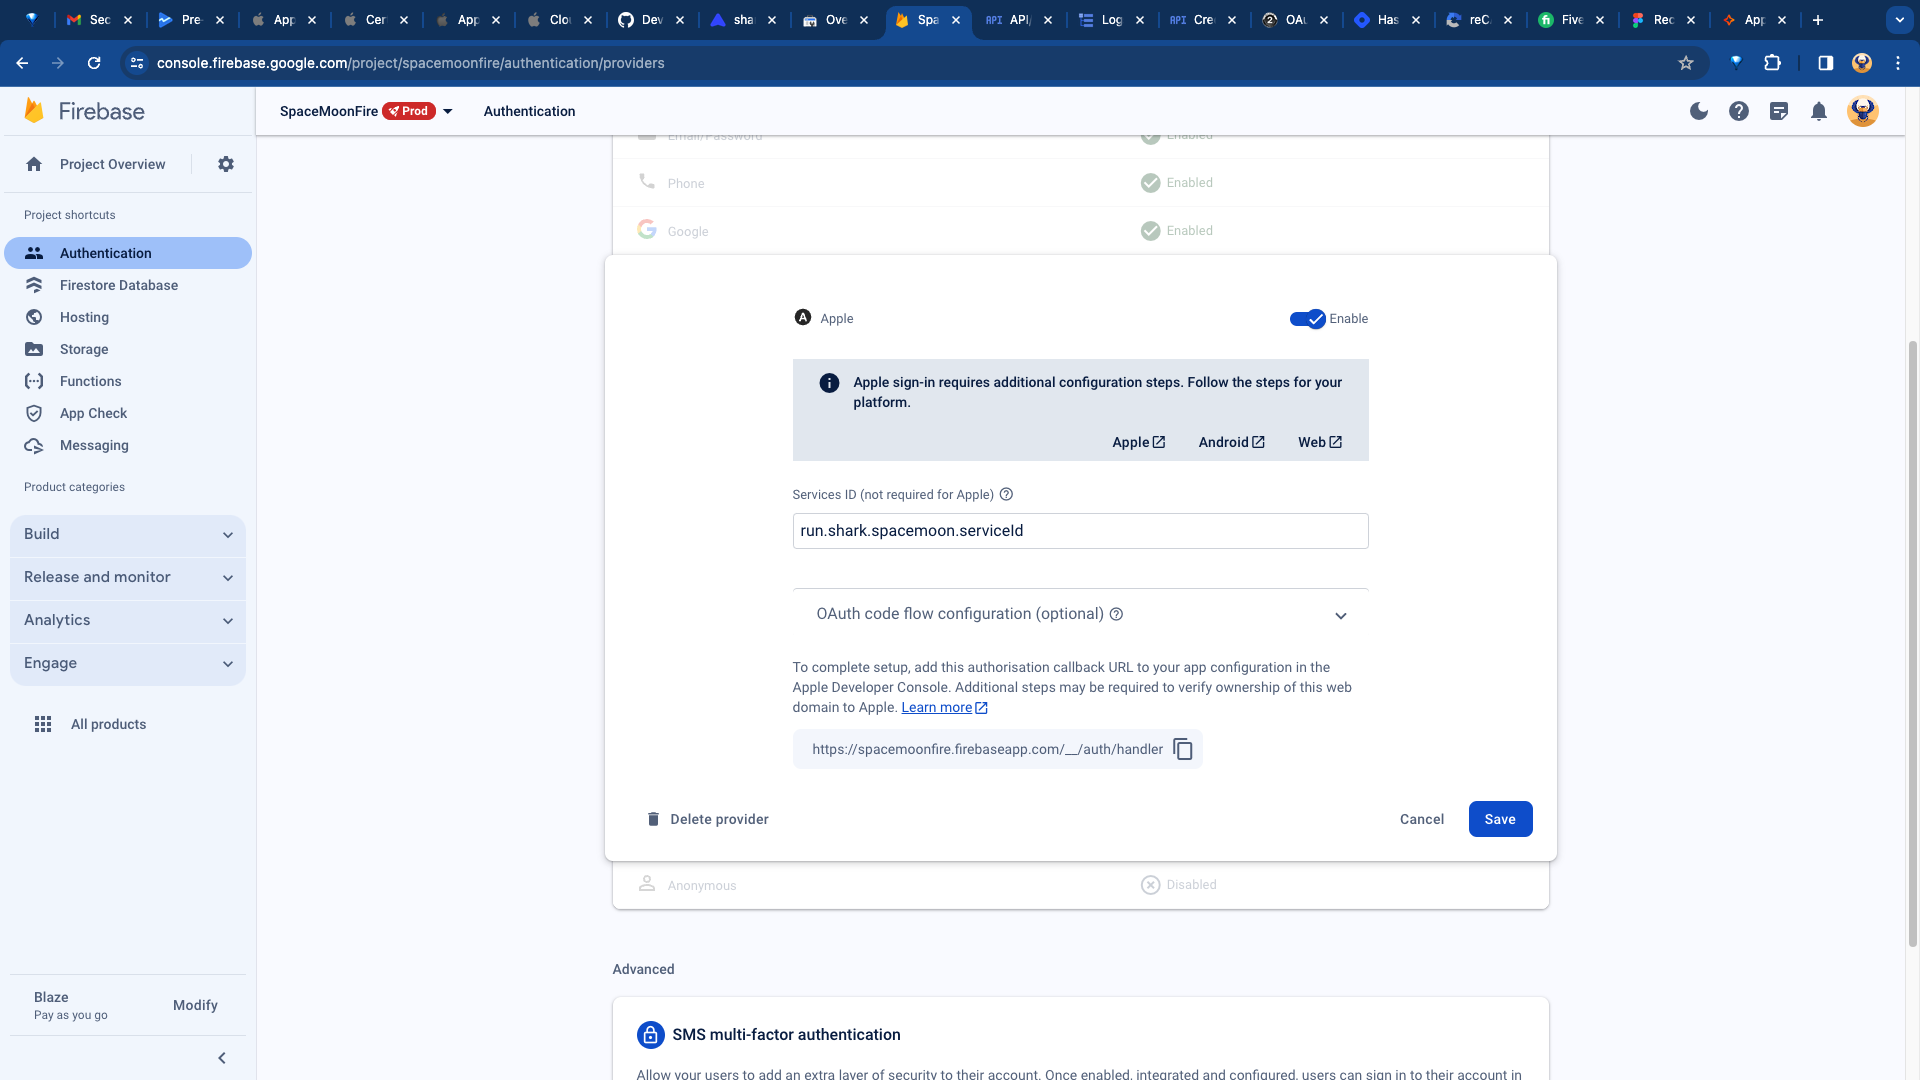 Sec
Pre
App
Cer
App
Clou
Dev
sha
Ove
Spa
API
API/
Log
API
Cre
OAu
Has
reC
Five
Rec
App
console.firebase.google.com/project/spacemoonfire/authentication/providers
Firebase
SpaceMoonFire
Prod
Authentication
Project Overview
Project shortcuts
Authentication
Firestore Database
Hosting
Storage
Functions
App Check
Messaging
Product categories
Build
Release and monitor
Analytics
Engage
All products
Blaze
Pay as you go
Modify
Email/Password
Enabled
Phone
Enabled
Google
Enabled
Apple
Enable
Apple sign-in requires additional configuration steps. Follow the steps for your
platform.
Apple
Android
Web
Services ID (not required for Apple)
run.shark.spacemoon.serviceId
OAuth code flow configuration (optional)
To complete setup, add this authorisation callback URL to your app configuration in the
Apple Developer Console. Additional steps may be required to verify ownership of this web
domain to Apple. Learn more
https://spacemoonfire.firebaseapp.com/__/auth/handler
Delete provider
Cancel
Save
Anonymous
Disabled
Advanced
SMS multi-factor authentication
Allow your users to add an extra layer of security to their account. Once enabled, integrated and configured, users can sign in to their account in